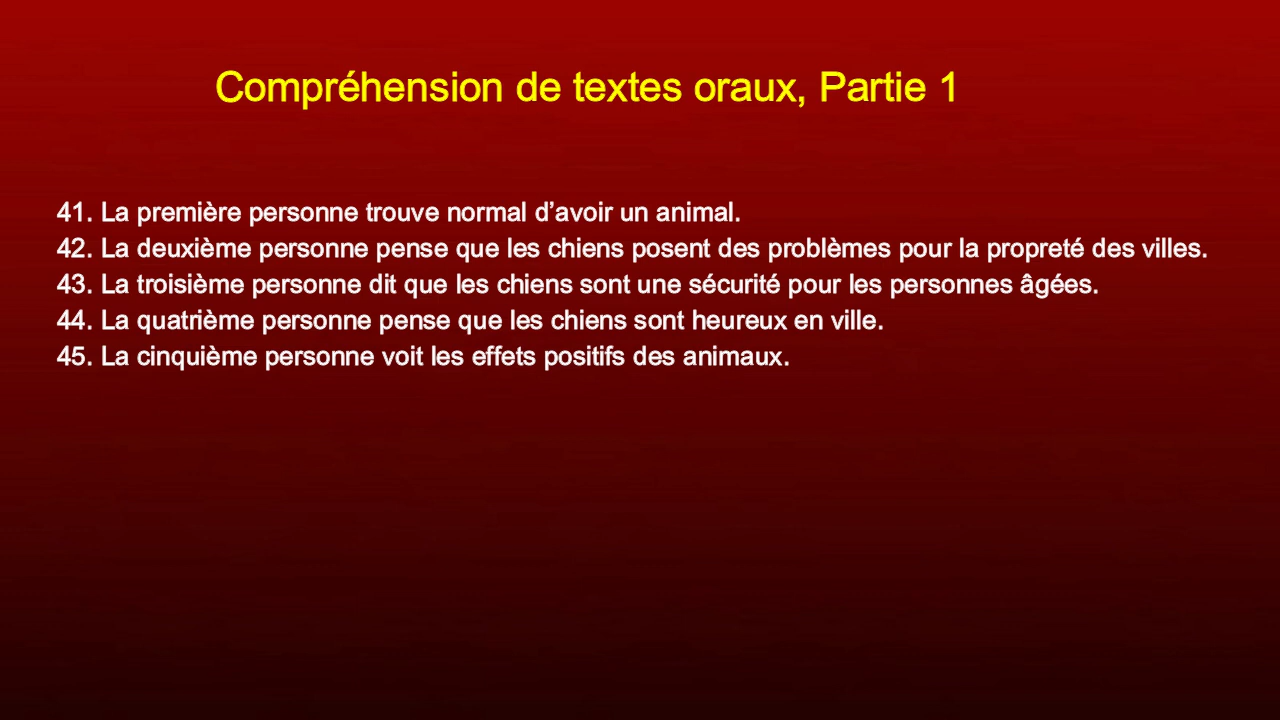 Compréhension de textes oraux, Partie 1
41. La première personne trouve normal d’avoir un animal.
42. La deuxième personne pense que les chiens posent des problèmes pour la propreté des villes.
43. La troisième personne dit que les chiens sont une sécurité pour les personnes âgées.
44. La quatrième personne pense que les chiens sont heureux en ville.
45. La cinquième personne voit les effets positifs des animaux.